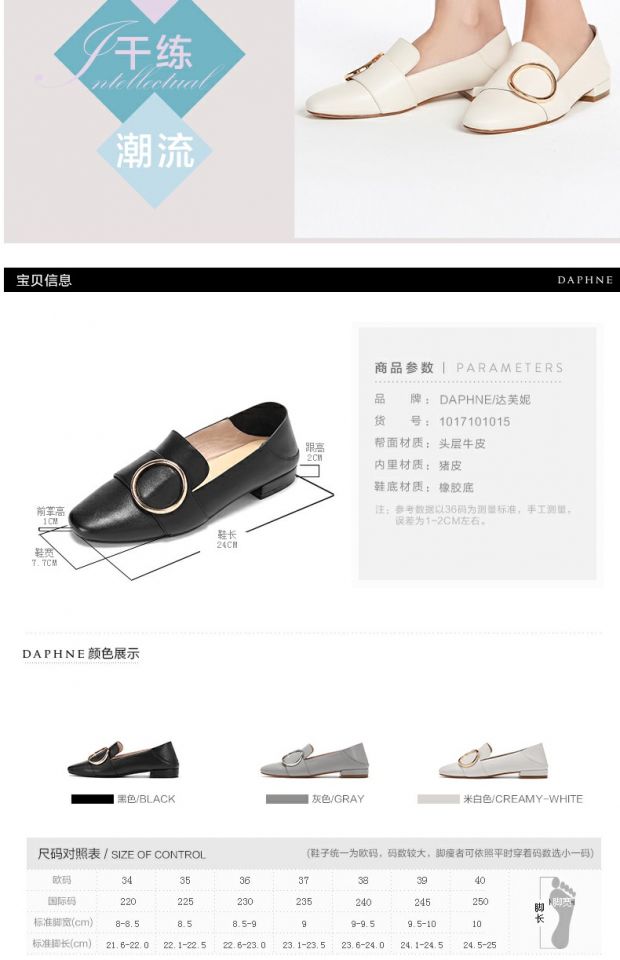 干练
Intellectual
潮流
宝贝信息 DAPHNE
商品参数 | PARAMETERS
品 牌： DAPHNE/达芙妮
货 号： 1017101015
帮面材质： 头层牛皮
内里材质： 猪皮
鞋底材质： 橡胶底
注：参考数据以36码为测量标准，手工测量，
误差为1-2CM左右。
跟高
2CM
前掌高
1CM
鞋宽
7.7CM
鞋长
24CM
DAPHNE 颜色展示
黑色/BLACK 灰色/GRAY 米白色/CREAMY-WHITE
尺码对照表 / SIZE OF CONTROL (鞋子统一为欧码，码数较大，脚瘦者可依照平时穿着码数选小一码)
欧码 34 35 36 37 38 39 40
国际码 220 225 230 235 240 245 250
标准脚宽(cm) 8-8.5 8.5 8.5-9 9 9-9.5 9.5-10 10
标准脚长(cm) 21.6-22.0 22.1-22.5 22.6-23.0 23.1-23.5 23.6-24.0 24.1-24.5 24.5-25
脚宽
脚长